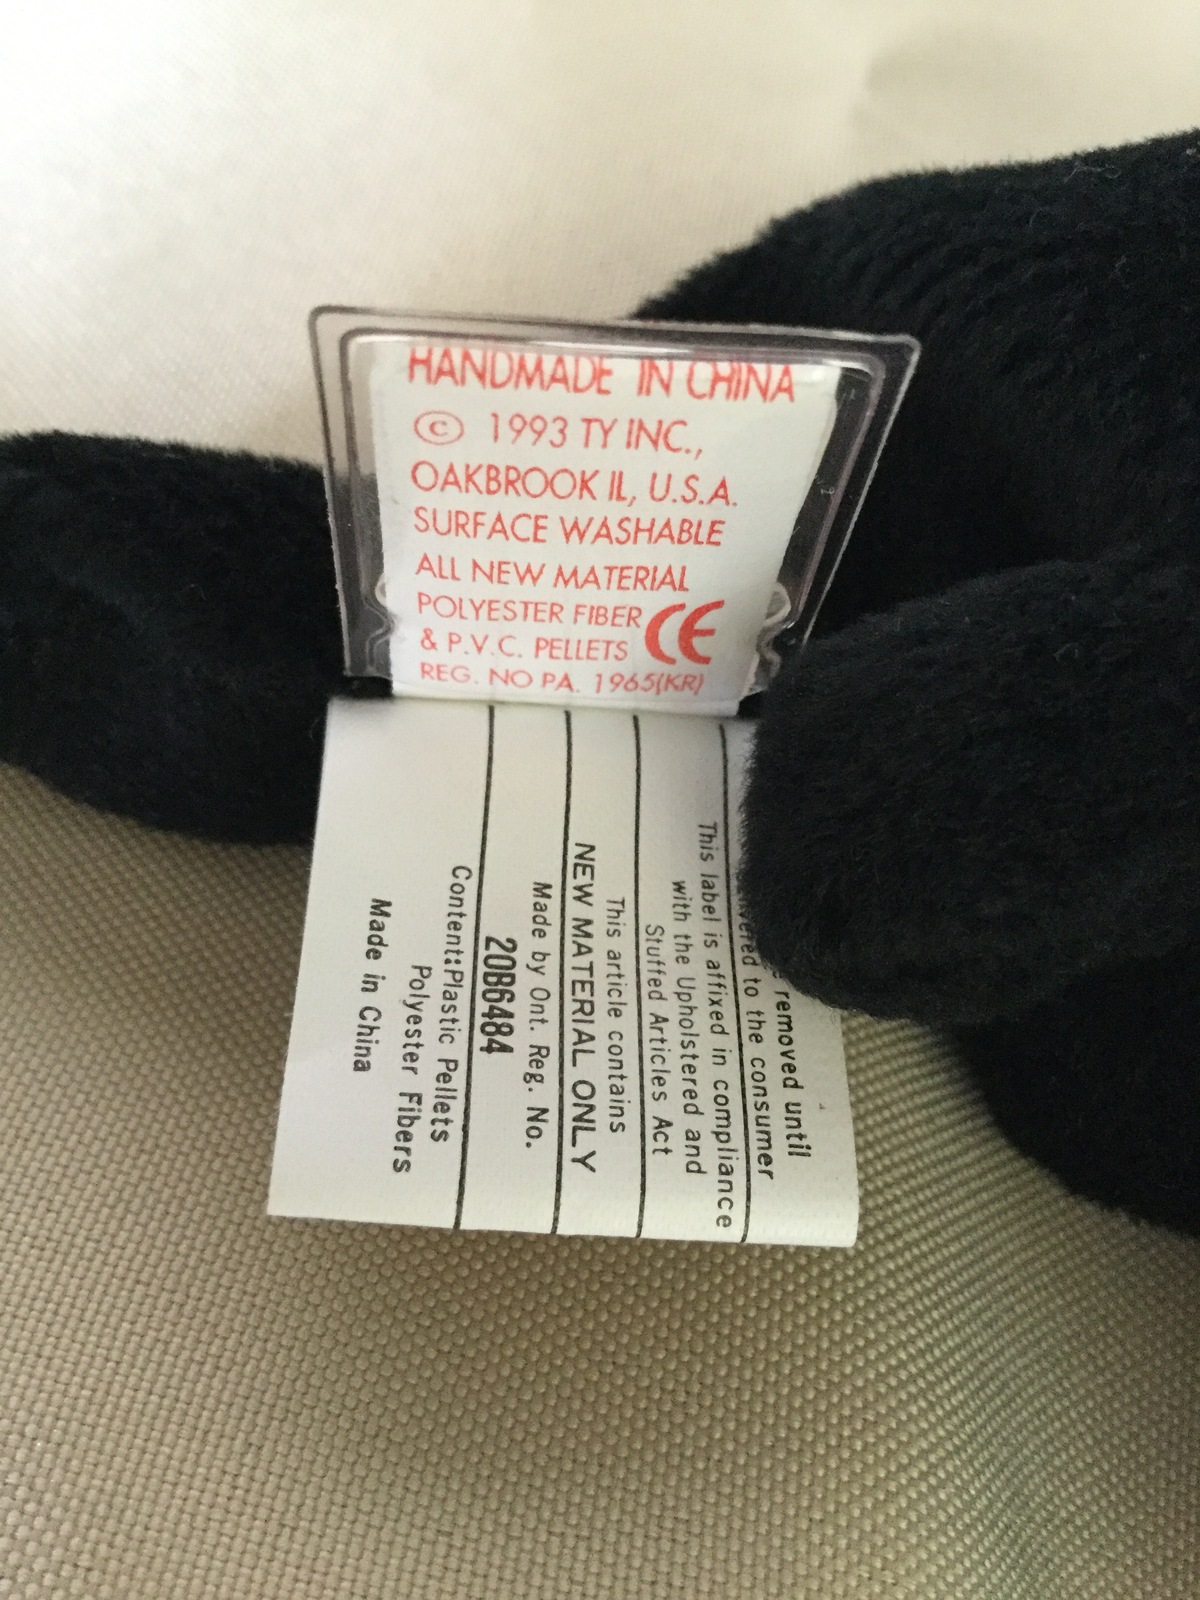 HANDMADE IN CHINA
© 1993 TY INC.,
OAKBROOK IL, U.S.A.
SURFACE WASHABLE
ALL NEW MATERIAL
POLYESTER FIBER
& P.V.C. PELLETS CE
REG. NO PA. 1965(KR)
removed until
to the consumer
This label is affixed in compliance
with the Upholstered and
Stuffed Articles Act
This article contains
NEW MATERIAL ONLY
Made by Ont. Reg. No.
20B6484
Content:Plastic Pellets
Polyester Fibers
Made in China